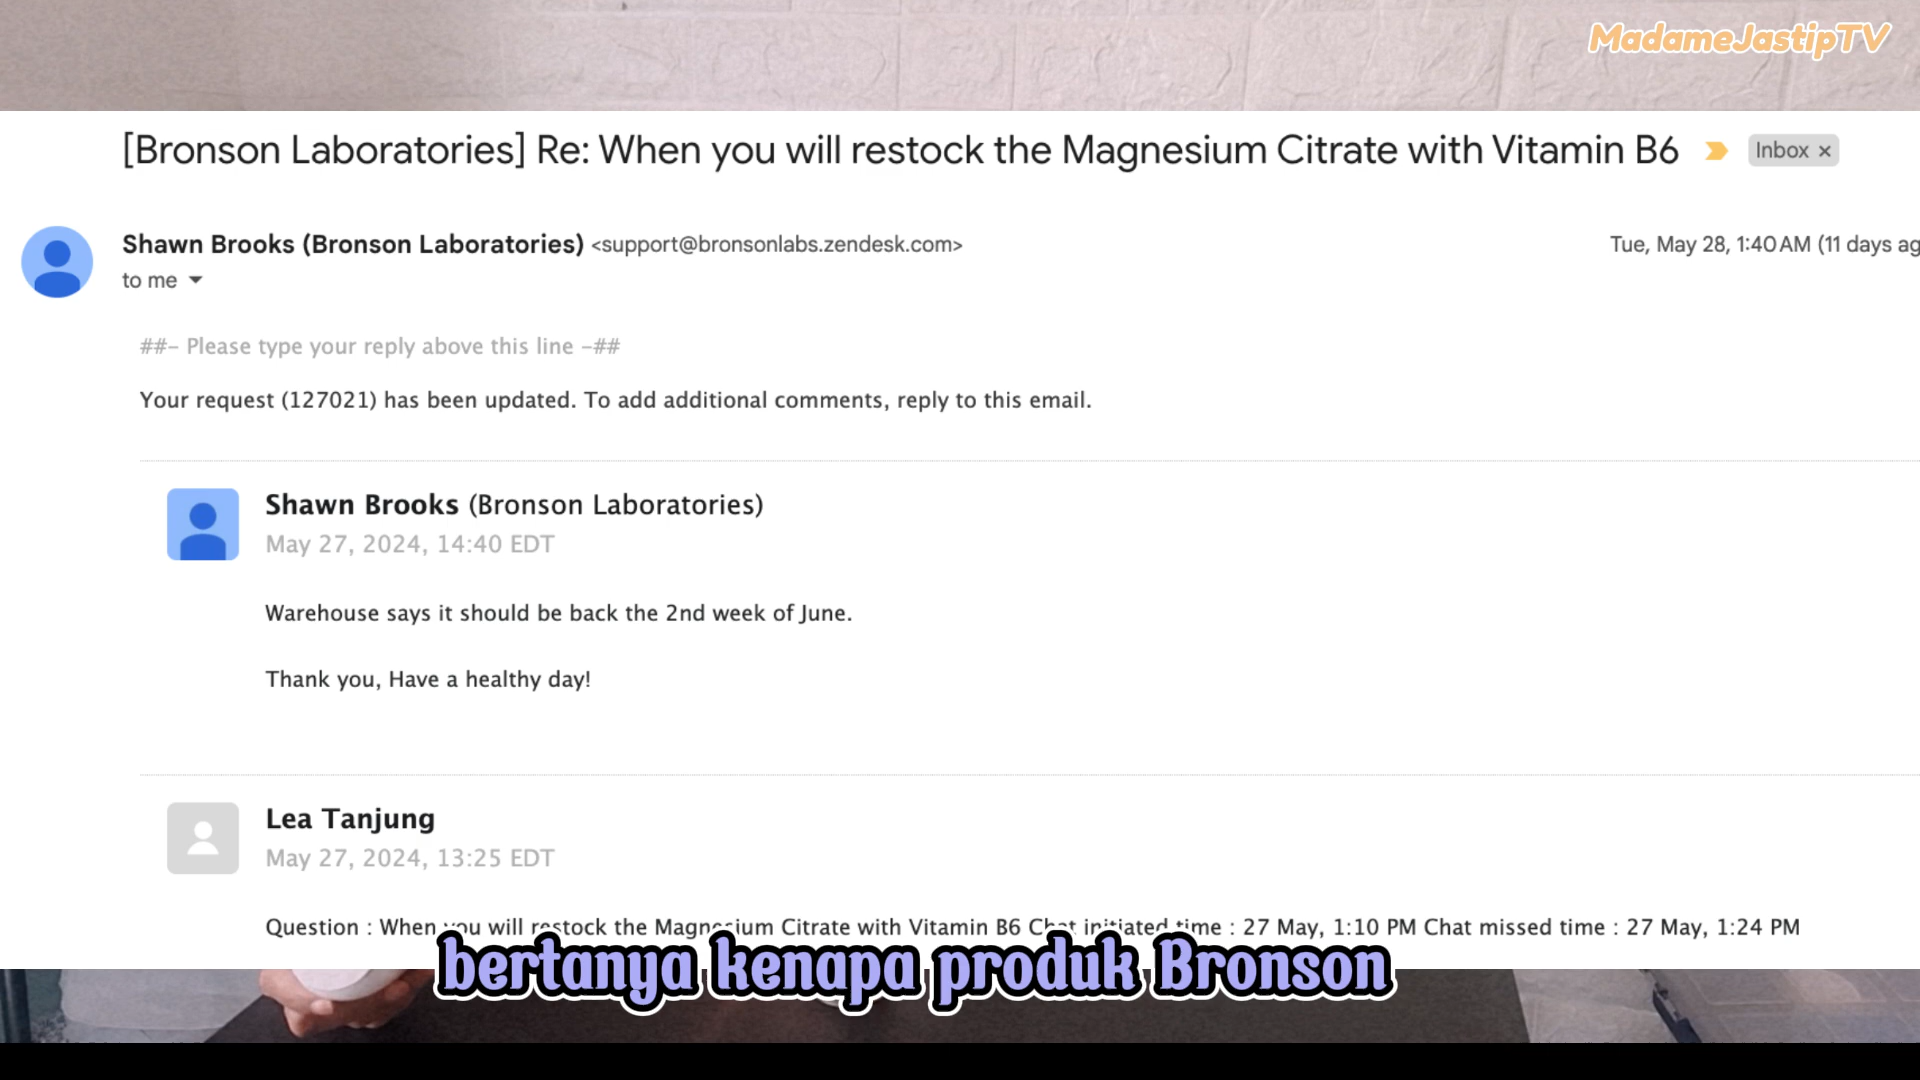 MadameJastipTV
[Bronson Laboratories] Re: When you will restock the Magnesium Citrate with Vitamin B6
Inbox ×
Shawn Brooks (Bronson Laboratories) <support@bronsonlabs.zendesk.com>
Tue, May 28, 1:40 AM (11 days ag
to me
##- Please type your reply above this line -##
Your request (127021) has been updated. To add additional comments, reply to this email.
Shawn Brooks (Bronson Laboratories)
May 27, 2024, 14:40 EDT
Warehouse says it should be back the 2nd week of June.
Thank you, Have a healthy day!
Lea Tanjung
May 27, 2024, 13:25 EDT
Question : When you will restock the Magnesium Citrate with Vitamin B6 Chat initiated time : 27 May, 1:10 PM Chat missed time : 27 May, 1:24 PM
bertanya kenapa produk Bronson